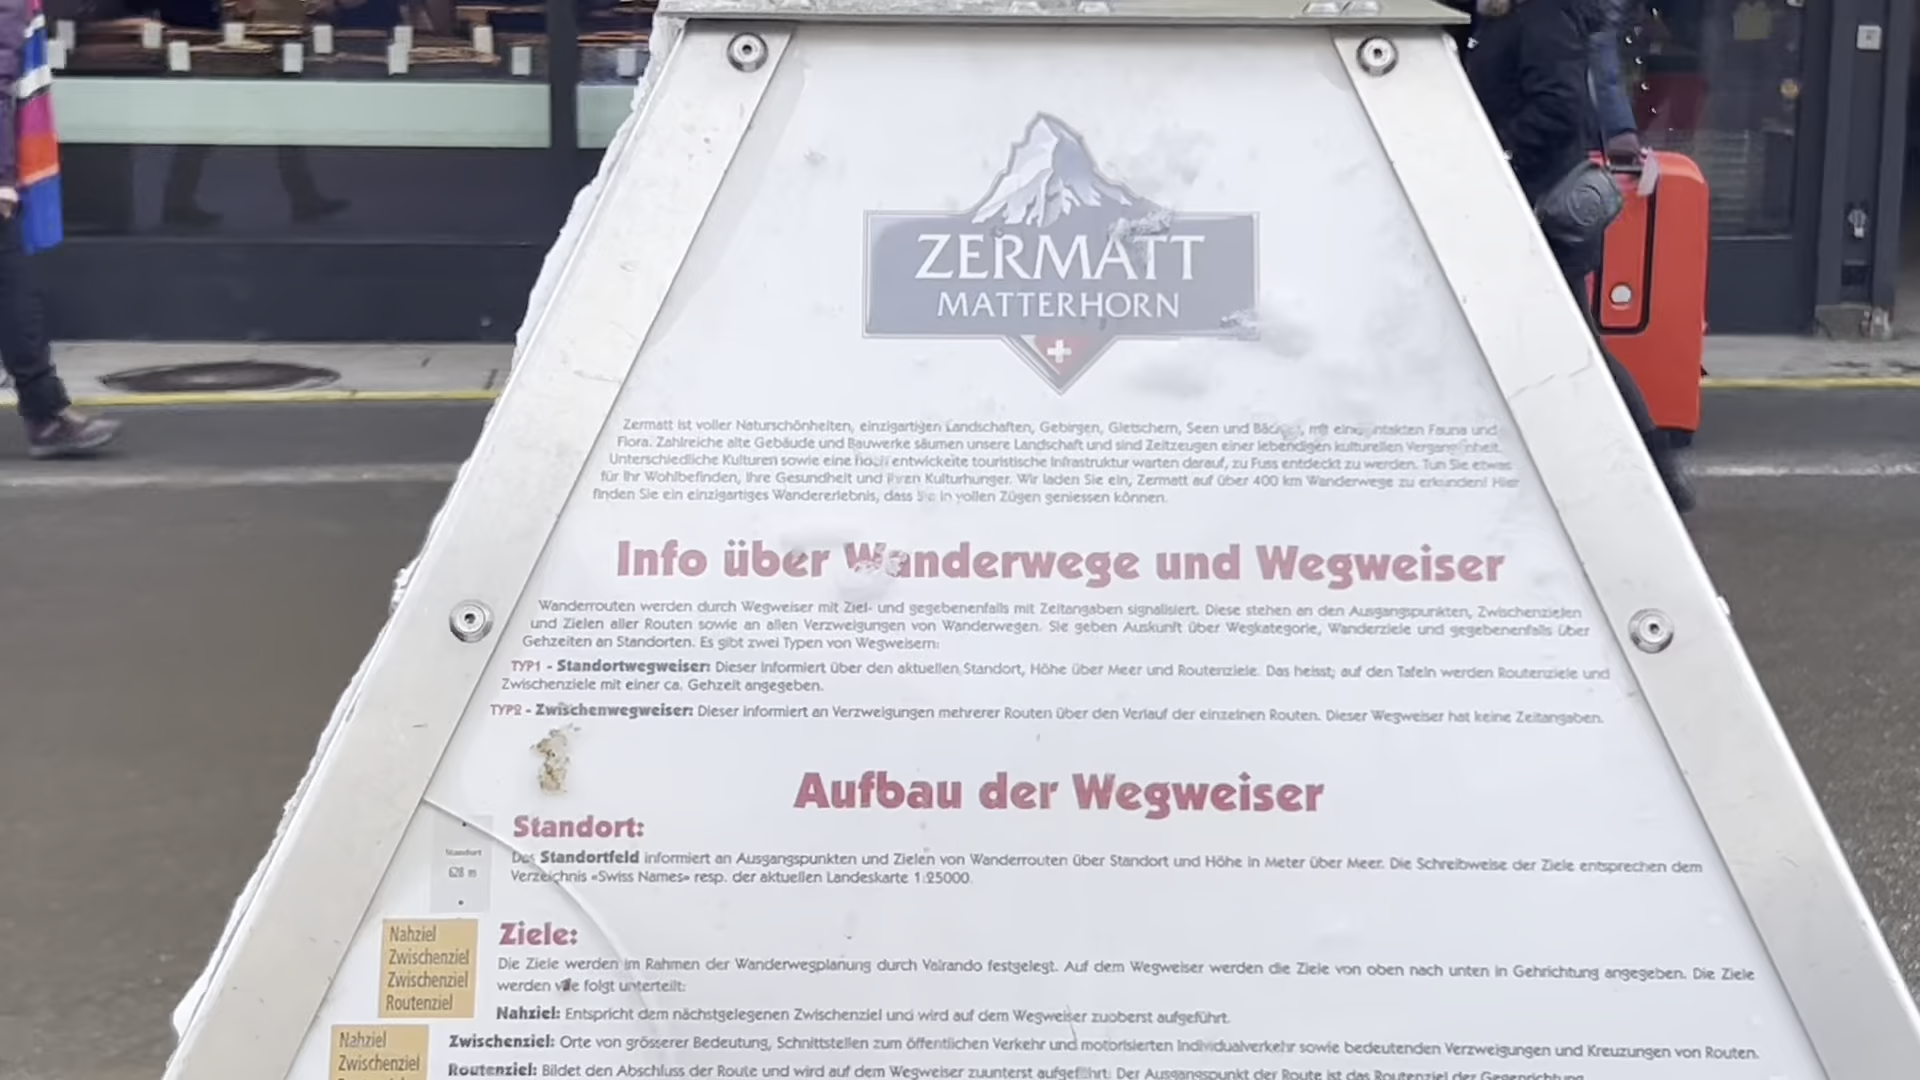 ZERMATT
MATTERHORN
Zermatt ist voller Naturschönheiten, einzigartigen Landschaften, Gebirgen, Gletschern, Seen und mit intakten Fauna und
Flora. Zahlreiche alte Gebäude und Bauwerke säumen unsere Landschaft und sind Zeitzeugen einer lebendigen kulturellen Vergangenheit.
Unterschiedliche Kulturen sowie eine hoch entwickelte touristische Infrastruktur warten darauf, zu Fuss entdeckt zu werden. Tun Sie etwas
für Ihr Wohlbefinden, Ihre Gesundheit und Ihren Kulturhunger. Wir laden Sie ein, Zermatt auf über 400 km Wanderwege zu erkunden! Hier
finden Sie ein einzigartiges Wandererlebnis, dass Sie in vollen Zügen geniessen können.
Info über Wanderwege und Wegweiser
Wanderrouten werden durch Wegweiser mit Ziel- und gegebenenfalls mit Zeitangaben signalisiert. Diese stehen an den Ausgangspunkten, Zwischenzielen
und Zielen aller Routen sowie an allen Verzweigungen von Wanderwegen. Sie geben Auskunft über Wegkategorie, Wanderziele und gegebenenfalls über
Gehzeiten an Standorten. Es gibt zwei Typen von Wegweisern:
TYP1 - Standortwegweiser: Dieser informiert über den aktuellen Standort, Höhe über Meer und Routenziele. Das heisst; auf den Tafeln werden Routenziele und
Zwischenziele mit einer ca. Gehzeit angegeben.
TYP2 - Zwischenwegweiser: Dieser informiert an Verzweigungen mehrerer Routen über den Verlauf der einzelnen Routen. Dieser Wegweiser hat keine Zeitangaben.
Aufbau der Wegweiser
Standort
628 m
Standort:
Das Standortfeld informiert an Ausgangspunkten und Zielen von Wanderrouten über Standort und Höhe in Meter über Meer. Die Schreibweise der Ziele entsprechen dem
Verzeichnis «Swiss Names» resp. der aktuellen Landeskarte 1:25000.
Nahziel
Zwischenziel
Zwischenziel
Routenziel
Ziele:
Die Ziele werden im Rahmen der Wanderwegplanung durch Valrando festgelegt. Auf dem Wegweiser werden die Ziele von oben nach unten in Gehrichtung angegeben. Die Ziele
werden wie folgt unterteilt:
Nahziel: Entspricht dem nächstgelegenen Zwischenziel und wird auf dem Wegweiser zuoberst aufgeführt.
Nahziel
Zwischenziel
Zwischenziel: Orte von grösserer Bedeutung, Schnittstellen zum öffentlichen Verkehr und motorisierten Individualverkehr sowie bedeutenden Verzweigungen und Kreuzungen von Routen.
Routenziel: Bildet den Abschluss der Route und wird auf dem Wegweiser zuunterst aufgeführt. Der Ausgangspunkt der Route ist das Routenziel der Gegenrichtung.